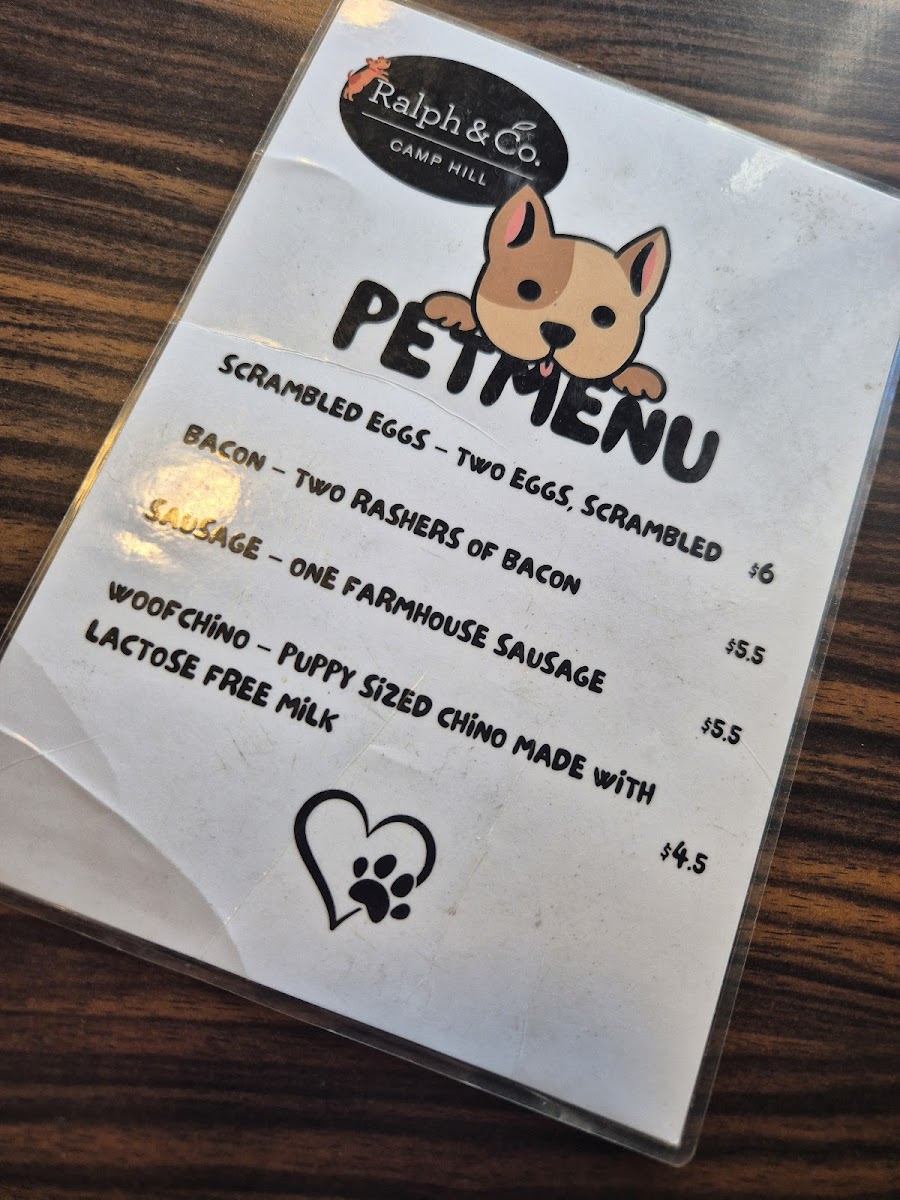 Ralph & Co.
CAMP HILL
PETMENU
SCRAMBLED EGGS – TWO EGGS, SCRAMBLED $6
BACON – TWO RASHERS OF BACON $5.5
SAUSAGE – ONE FARMHOUSE SAUSAGE $5.5
WOOFCHINO – PUPPY SIZED CHINO MADE WITH
LACTOSE FREE MILK $4.5